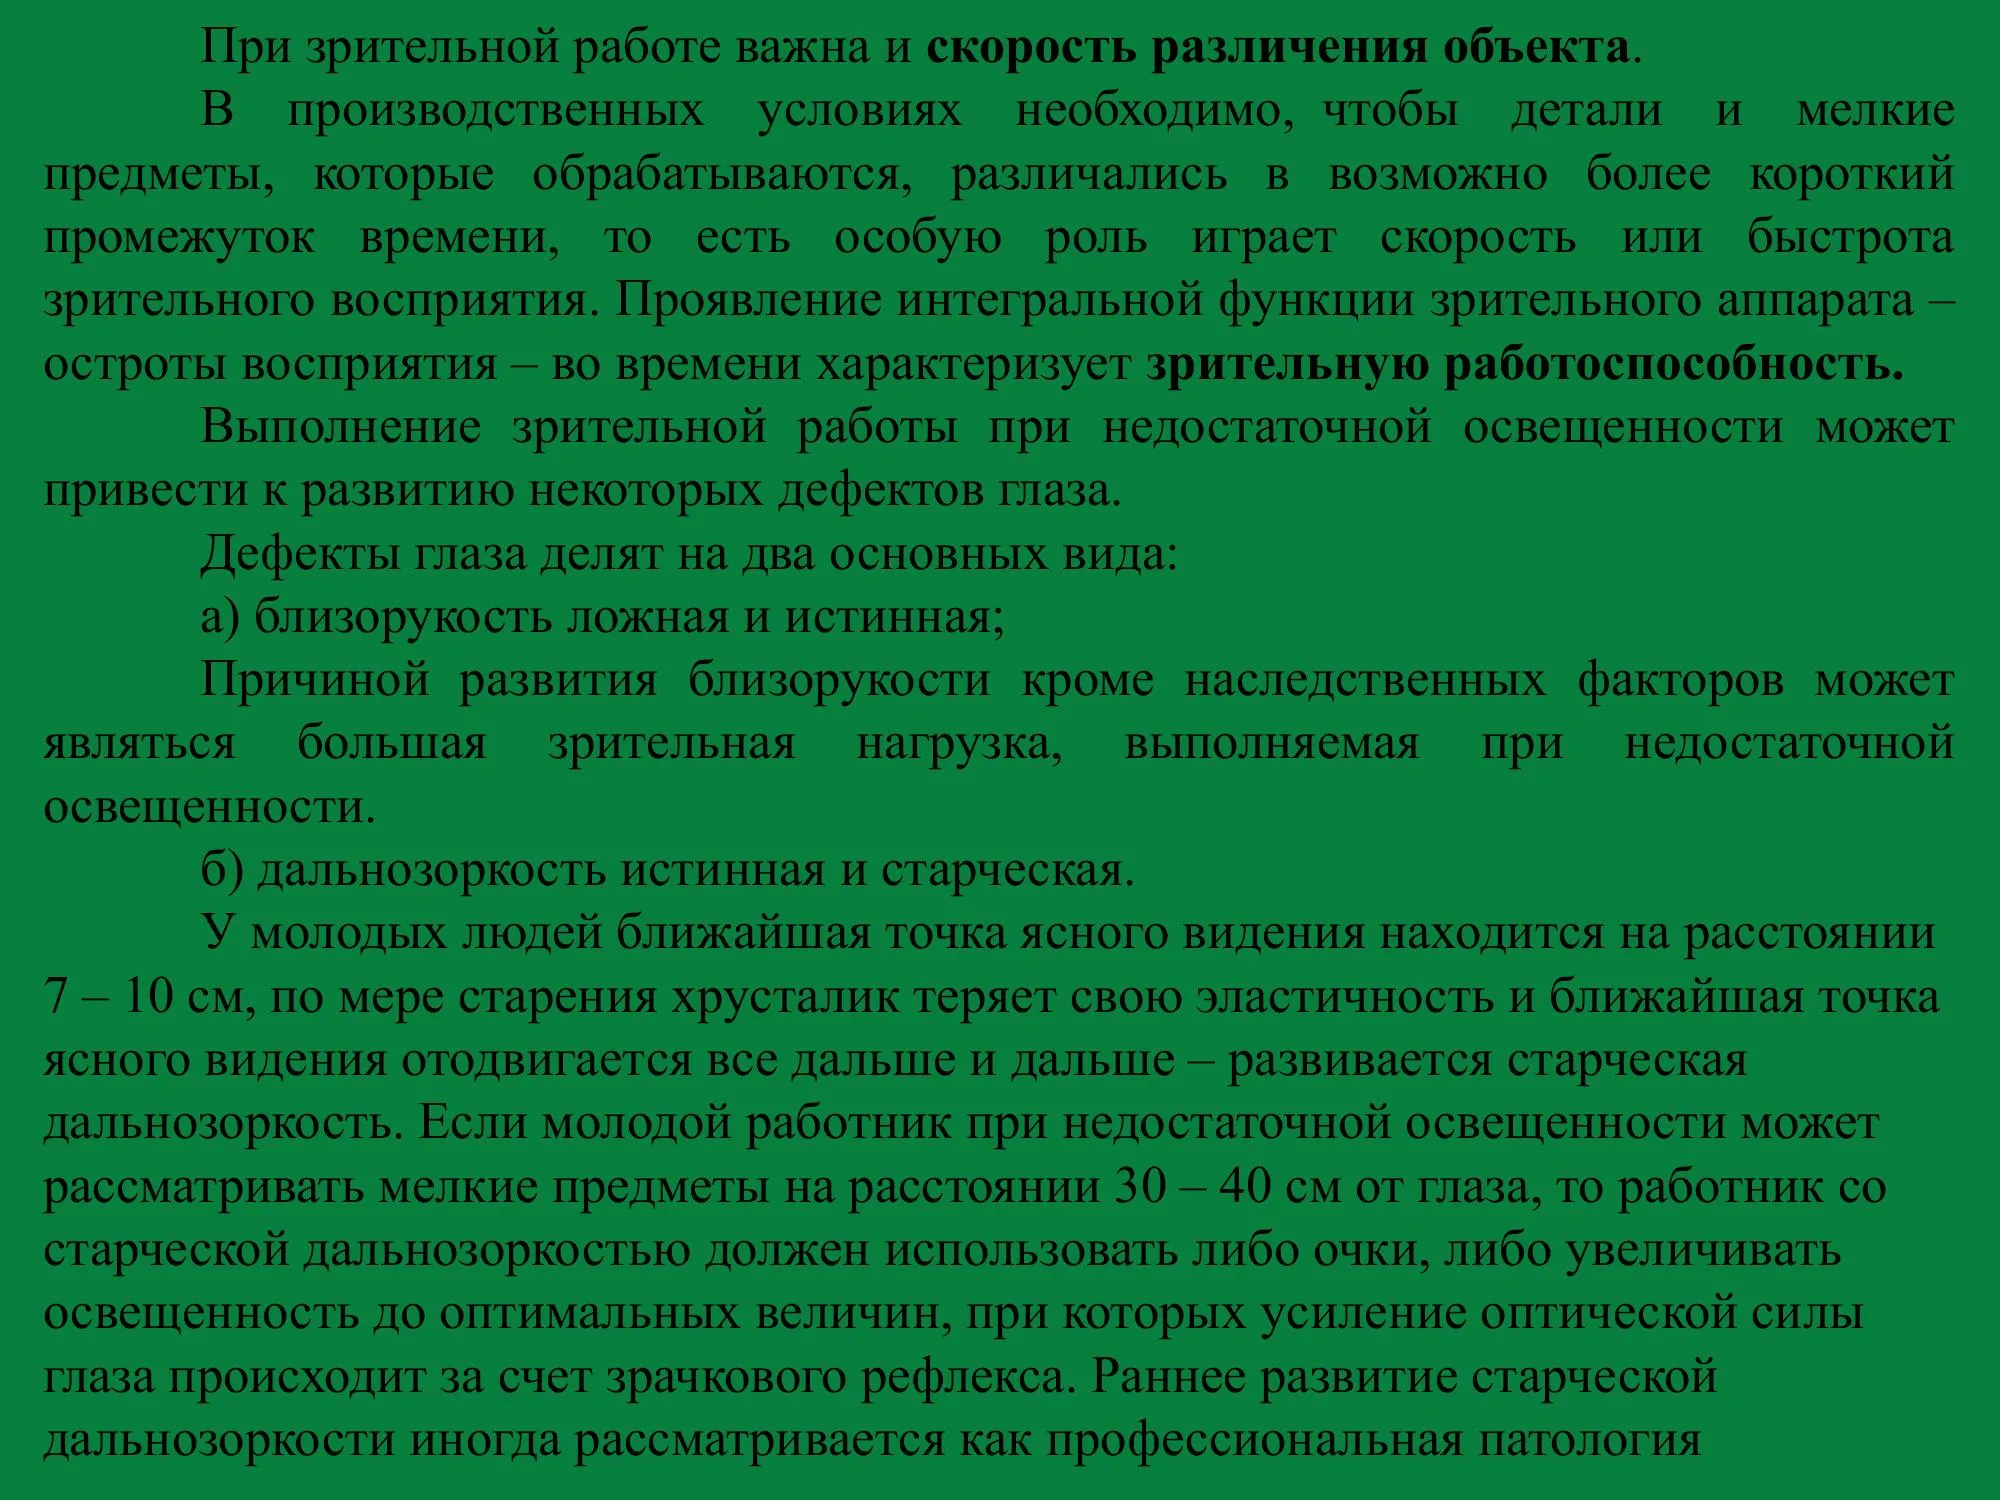 При зрительной работе важна и скорость различения объекта.
В производственных условиях необходимо, чтобы детали и мелкие
предметы, которые обрабатываются, различались в возможно более короткий
промежуток времени, то есть особую роль играет скорость или быстрота
зрительного восприятия. Проявление интегральной функции зрительного аппарата –
остроты восприятия – во времени характеризует зрительную работоспособность.
Выполнение зрительной работы при недостаточной освещенности может
привести к развитию некоторых дефектов глаза.
Дефекты глаза делят на два основных вида:
а) близорукость ложная и истинная;
Причиной развития близорукости кроме наследственных факторов может
являться большая зрительная нагрузка, выполняемая при недостаточной
освещенности.
б) дальнозоркость истинная и старческая.
У молодых людей ближайшая точка ясного видения находится на расстоянии
7 – 10 см, по мере старения хрусталик теряет свою эластичность и ближайшая точка
ясного видения отодвигается все дальше и дальше – развивается старческая
дальнозоркость. Если молодой работник при недостаточной освещенности может
рассматривать мелкие предметы на расстоянии 30 – 40 см от глаза, то работник со
старческой дальнозоркостью должен использовать либо очки, либо увеличивать
освещенность до оптимальных величин, при которых усиление оптической силы
глаза происходит за счет зрачкового рефлекса. Раннее развитие старческой
дальнозоркости иногда рассматривается как профессиональная патология